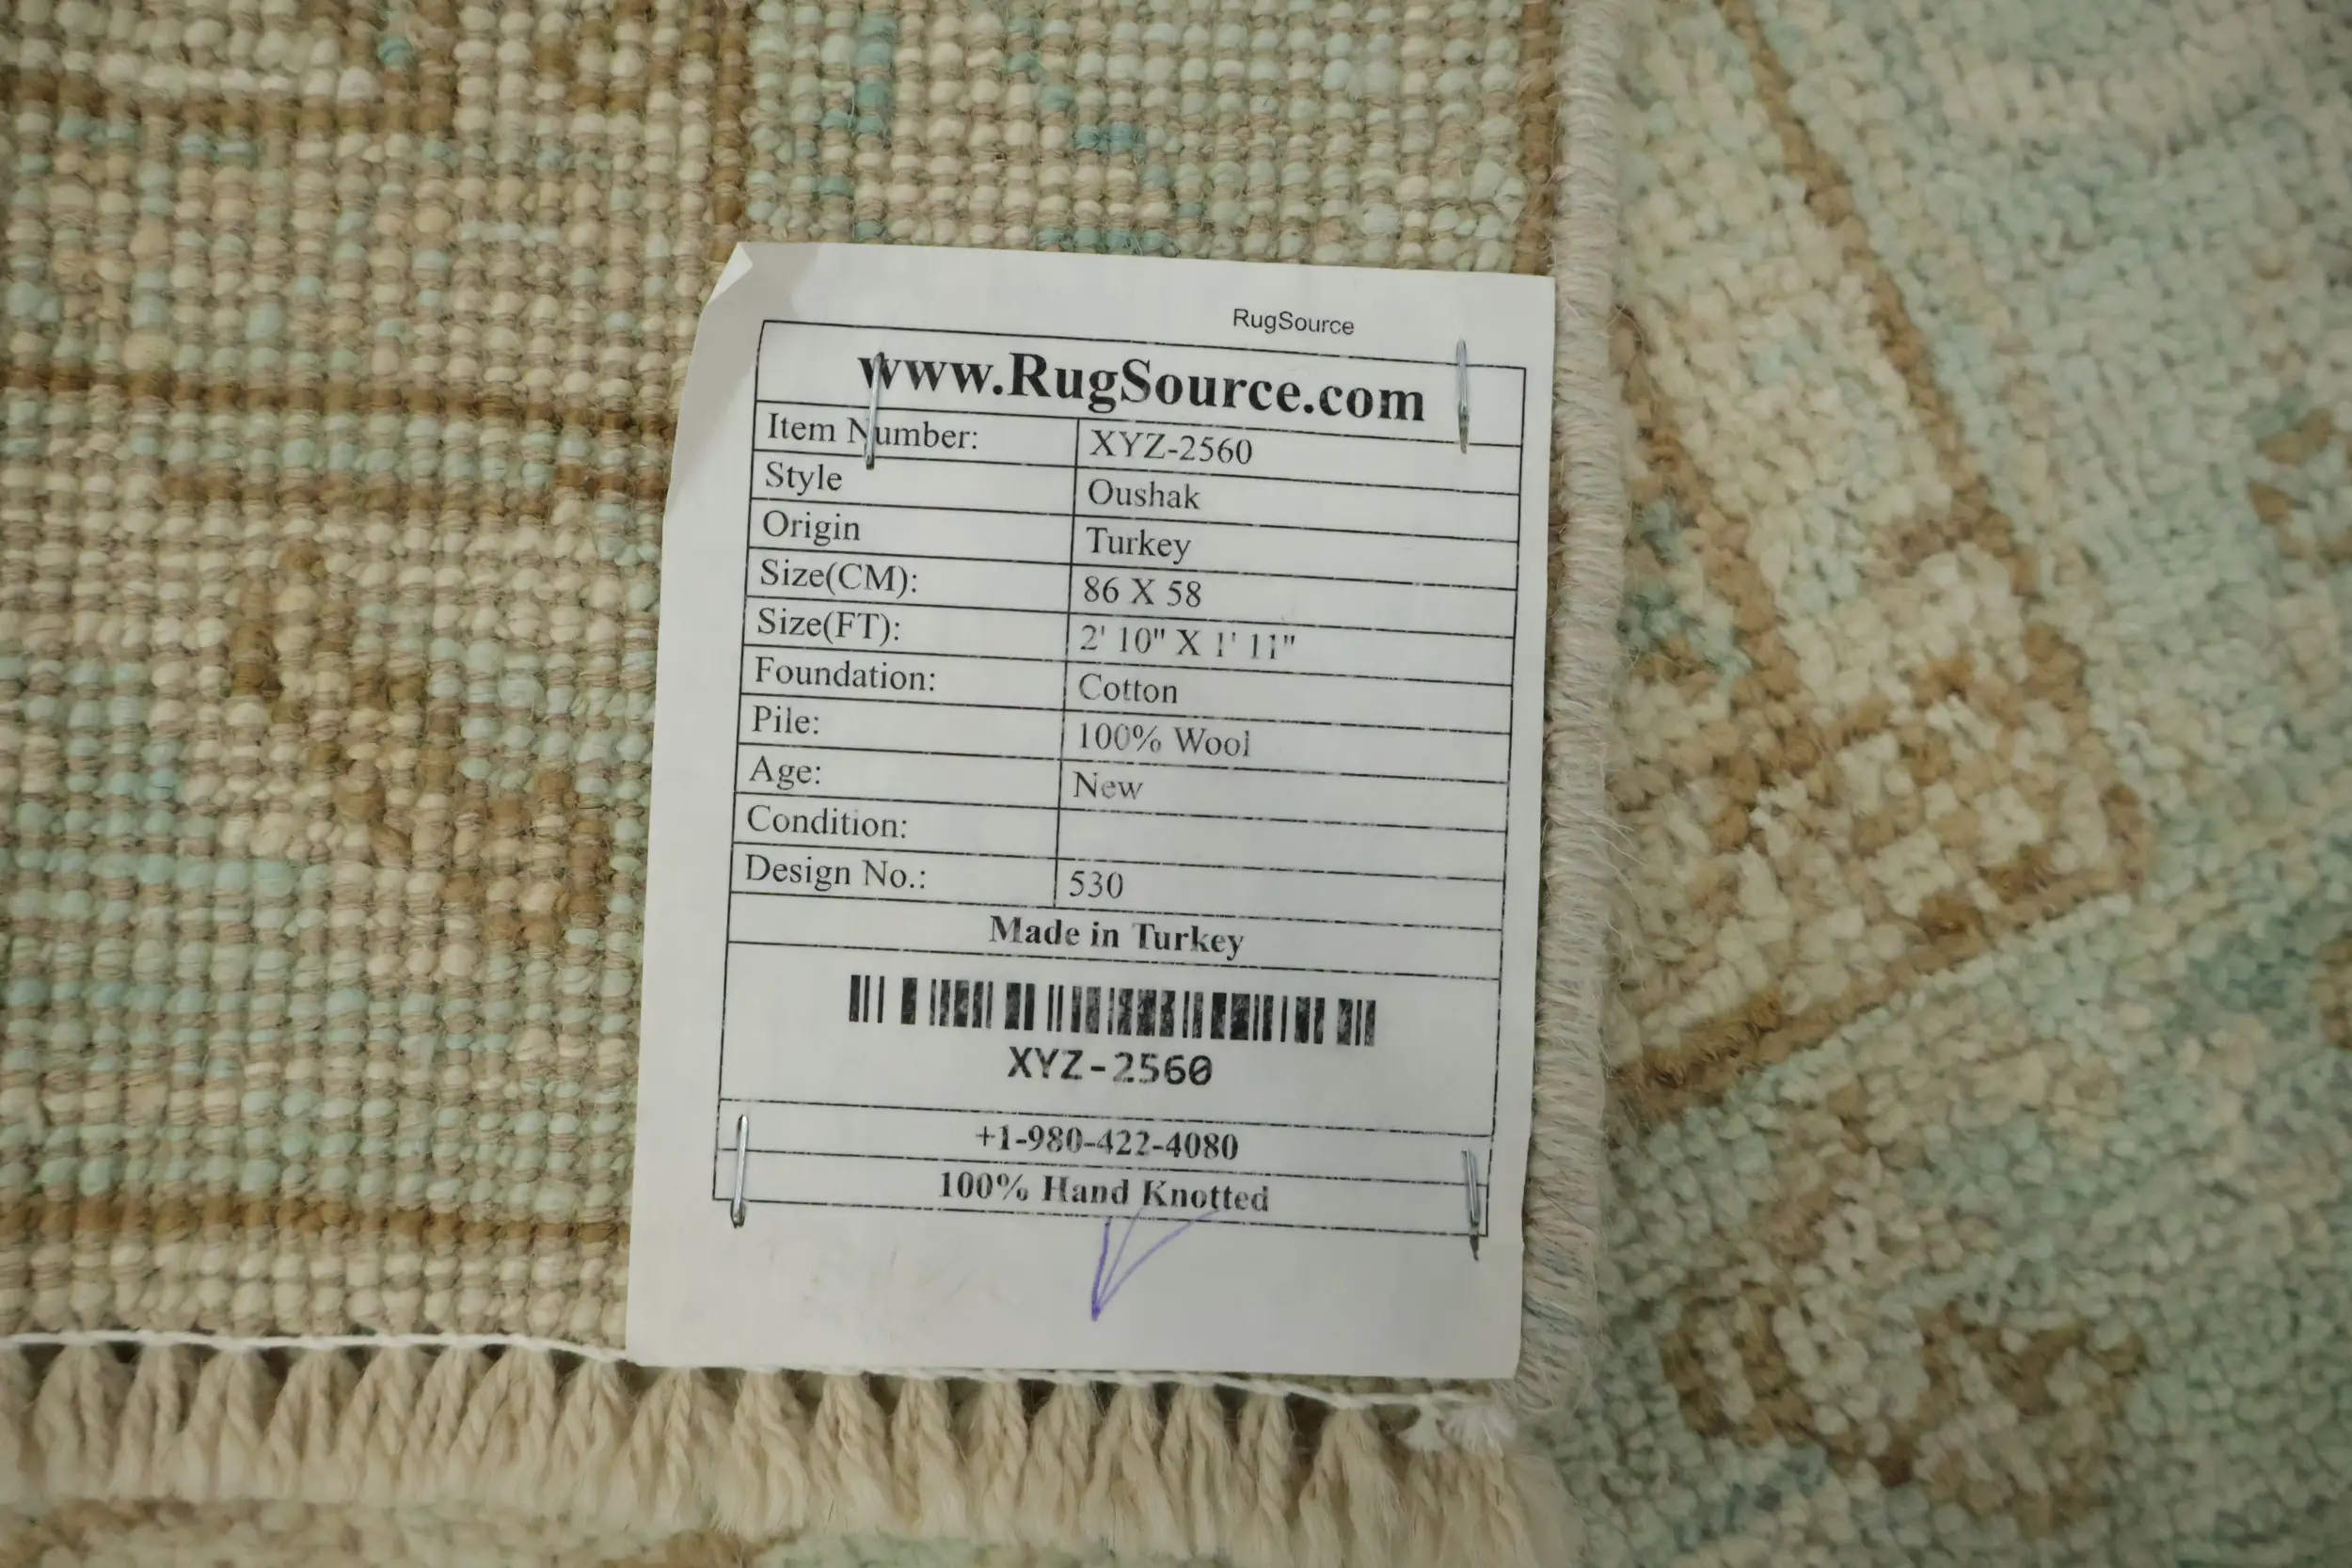 RugSource
www.RugSource.com
Item Number: XYZ-2560
Style Oushak
Origin Turkey
Size(CM): 86 X 58
Size(FT): 2' 10" X 1' 11"
Foundation: Cotton
Pile: 100% Wool
Age: New
Condition:
Design No.: 530
Made in Turkey
XYZ-2560
+1-980-422-4080
100% Hand Knotted